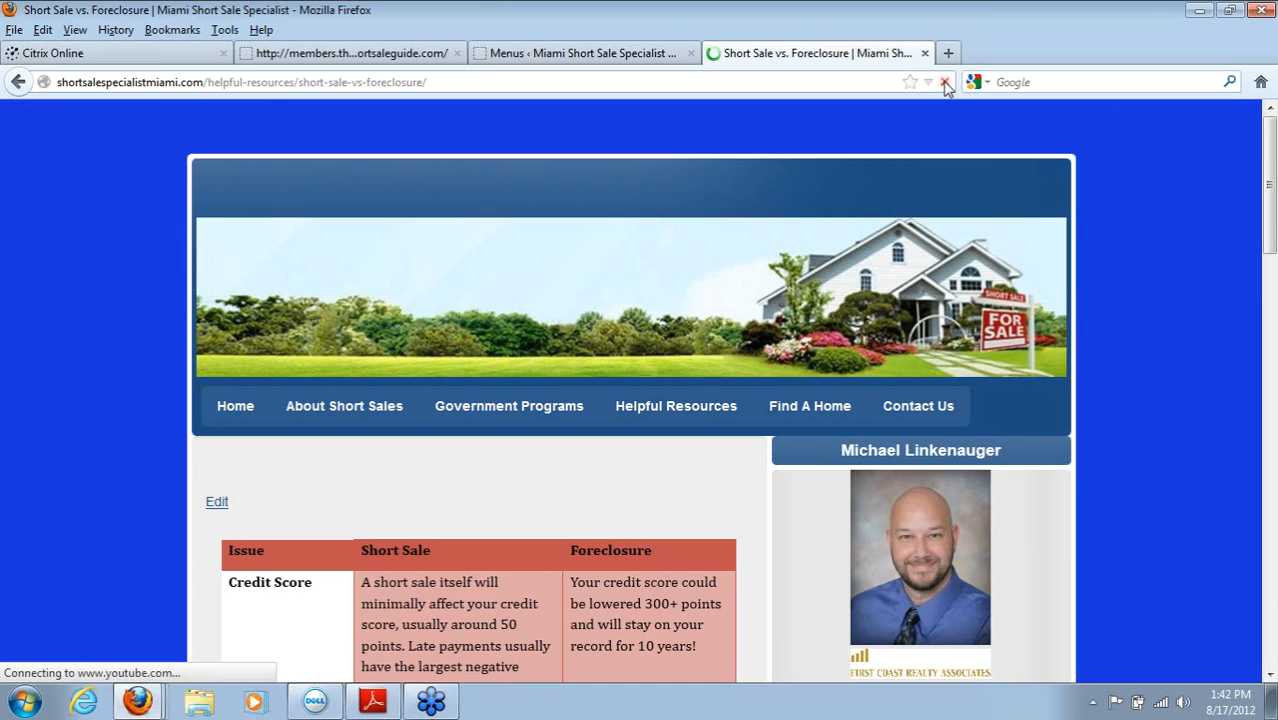 Short Sale vs. Foreclosure | Miami Short Sale Specialist - Mozilla Firefox
File Edit View History Bookmarks Tools Help
Citrix Online
http://members.th...ortsaleguide.com/
Menus ‹ Miami Short Sale Specialist ...
Short Sale vs. Foreclosure | Miami Sh...
shortsalespecialistmiami.com/helpful-resources/short-sale-vs-foreclosure/
Google
SHORT SALE
FOR
SALE
Home About Short Sales Government Programs Helpful Resources Find A Home Contact Us
Michael Linkenauger
Edit
FIRST COAST REALTY ASSOCIATES
Issue Short Sale Foreclosure
Credit Score
A short sale itself will
minimally affect your credit
score, usually around 50
points. Late payments usually
have the largest negative
Your credit score could
be lowered 300+ points
and will stay on your
record for 10 years!
Connecting to www.youtube.com...
DELL
1:42 PM
8/17/2012